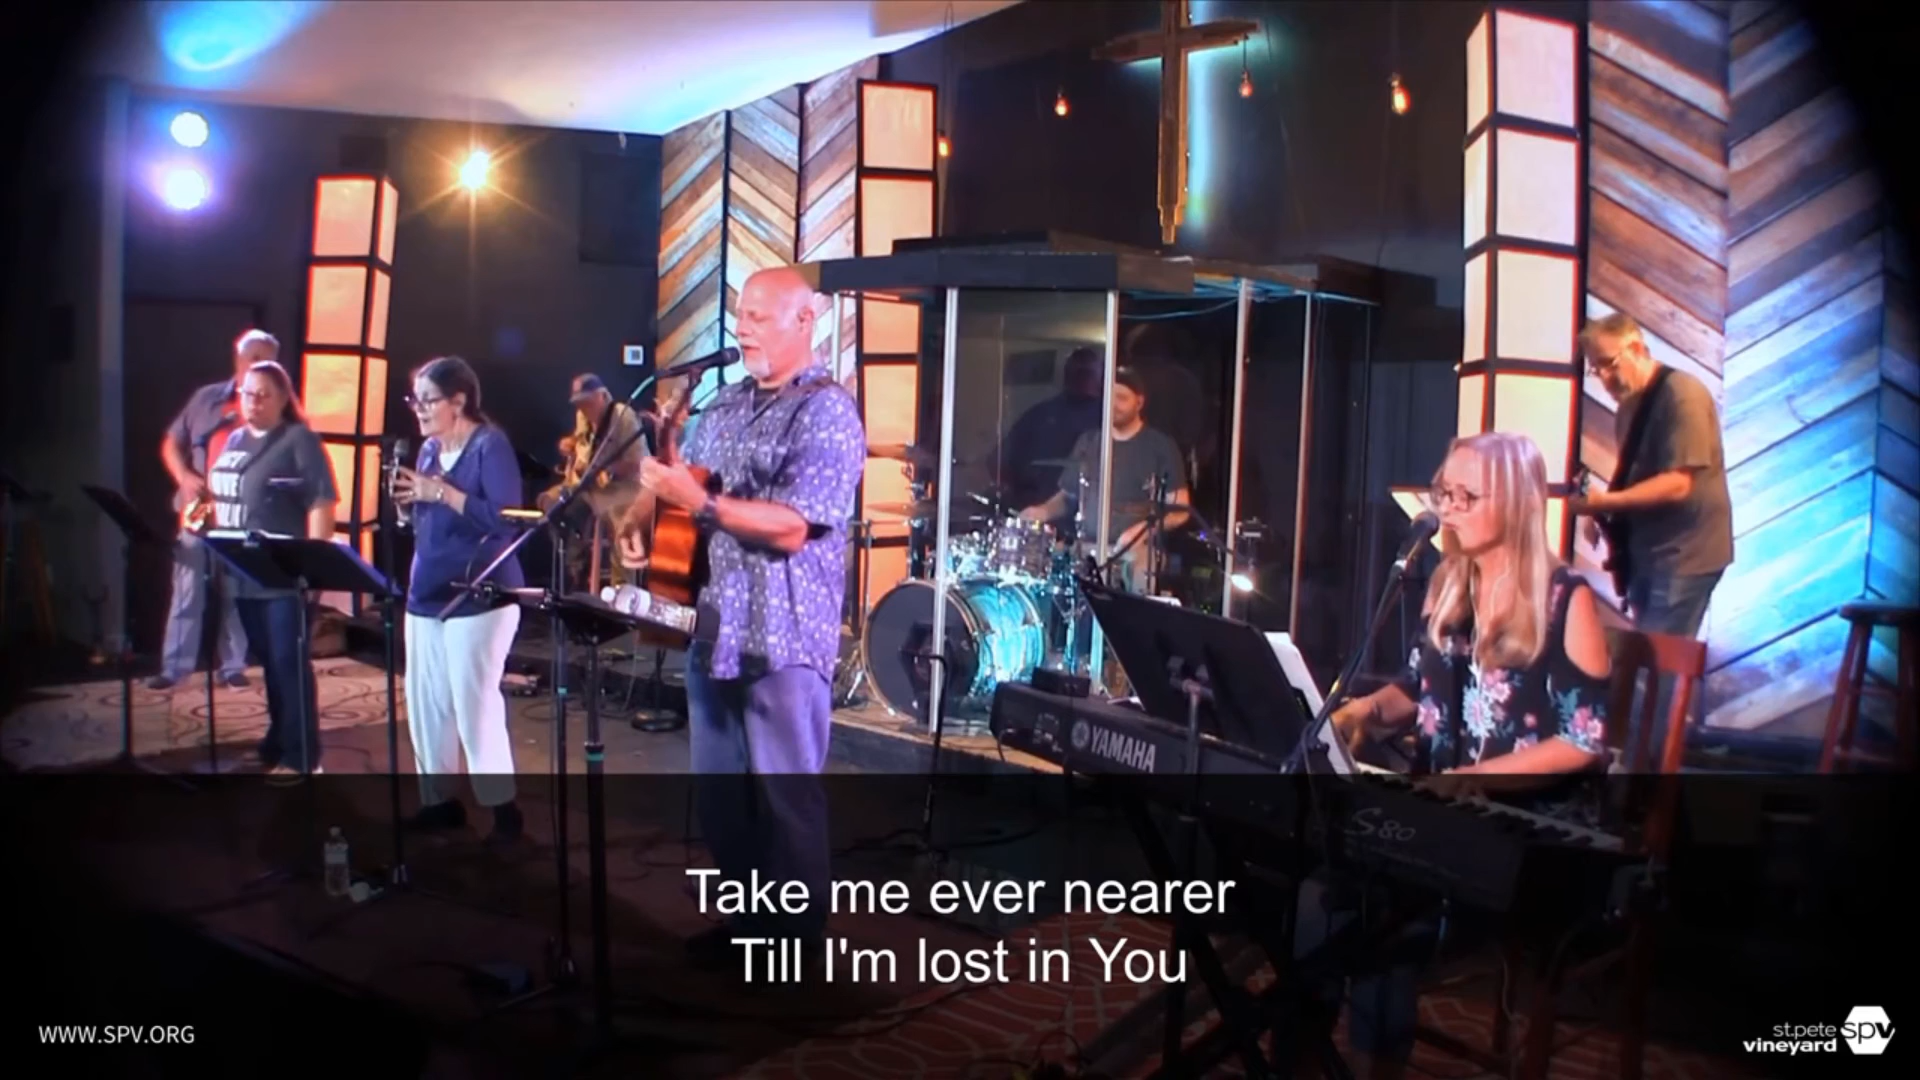 Take me ever nearer
Till I'm lost in You
YAMAHA
S80
WWW.SPV.ORG
st.pete
vineyard
spv